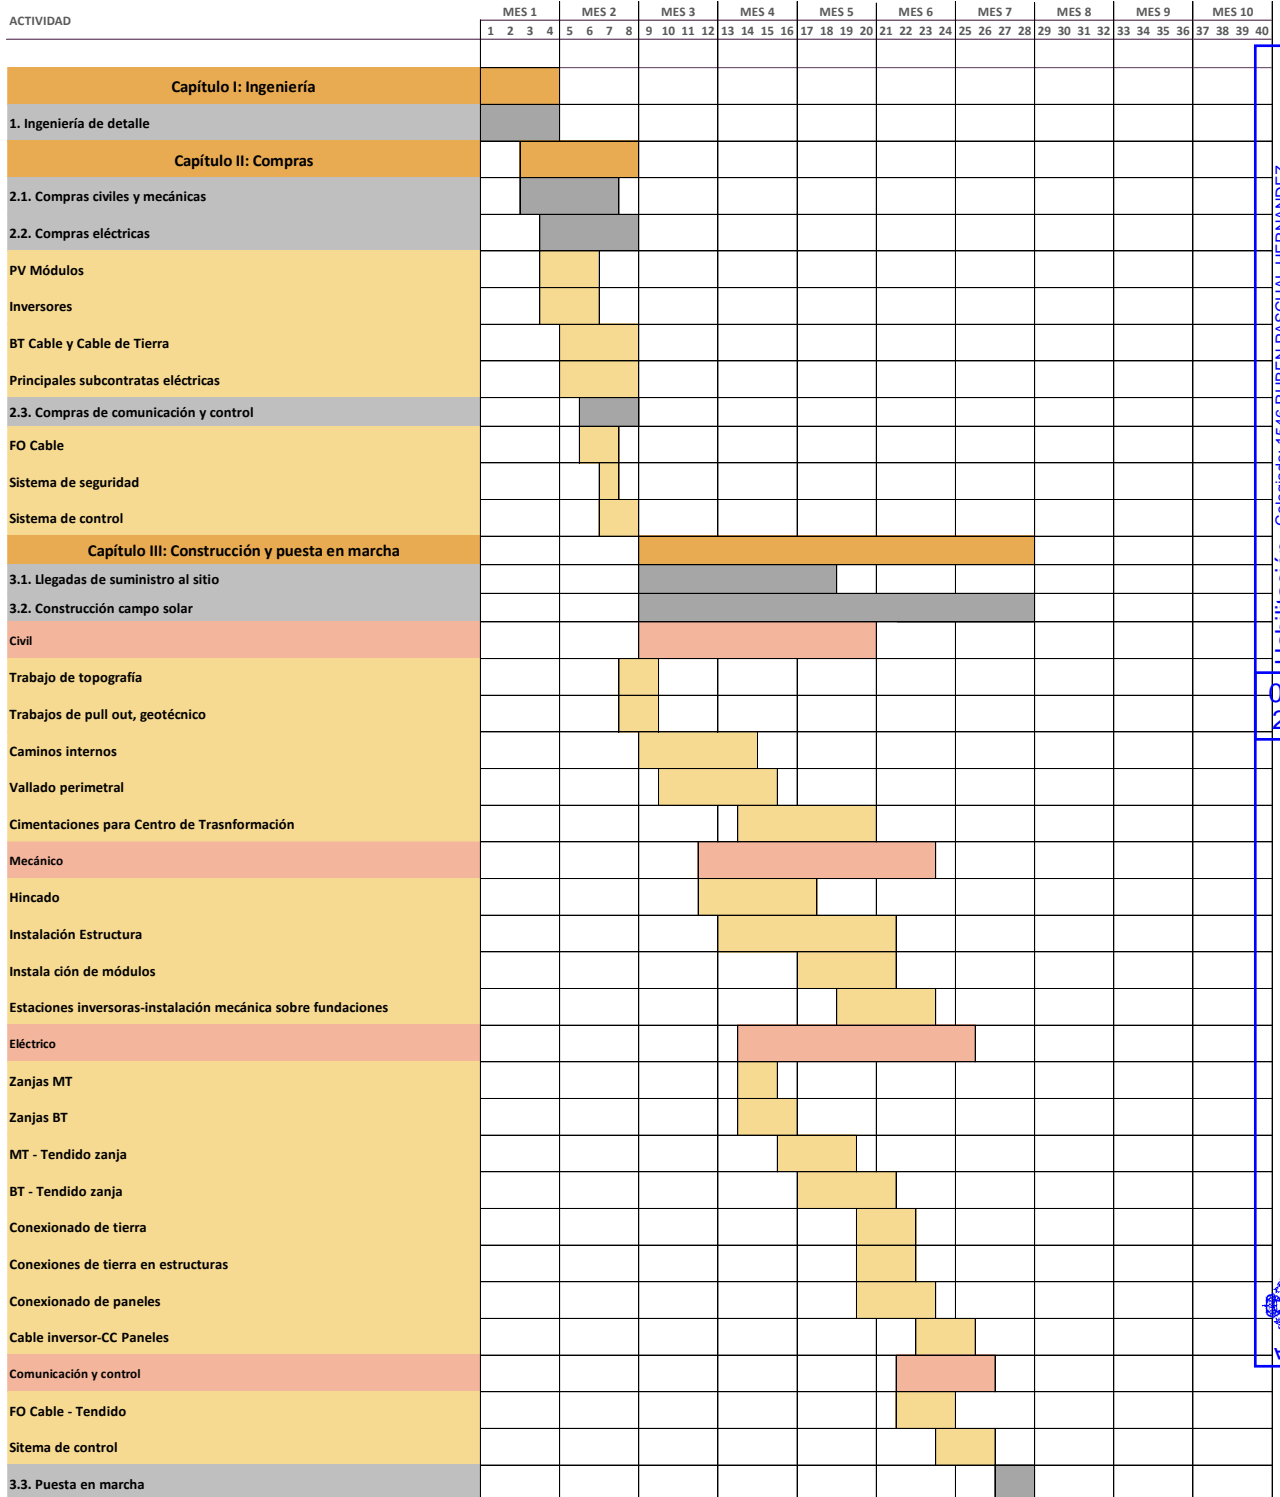 ACTIVIDAD
MES 1 MES 2 MES 3 MES 4 MES 5 MES 6 MES 7 MES 8 MES 9 MES 10
1 2 3 4 5 6 7 8 9 10 11 12 13 14 15 16 17 18 19 20 21 22 23 24 25 26 27 28 29 30 31 32 33 34 35 36 37 38 39 40
Capítulo I: Ingeniería
1. Ingeniería de detalle
Capítulo II: Compras
2.1. Compras civiles y mecánicas
2.2. Compras eléctricas
PV Módulos
Inversores
BT Cable y Cable de Tierra
Principales subcontratas eléctricas
2.3. Compras de comunicación y control
FO Cable
Sistema de seguridad
Sistema de control
Capítulo III: Construcción y puesta en marcha
3.1. Llegadas de suministro al sitio
3.2. Construcción campo solar
Civil
Trabajo de topografía
Trabajos de pull out, geotécnico
Caminos internos
Vallado perimetral
Cimentaciones para Centro de Trasnformación
Mecánico
Hincado
Instalación Estructura
Instala ción de módulos
Estaciones inversoras-instalación mecánica sobre fundaciones
Eléctrico
Zanjas MT
Zanjas BT
MT - Tendido zanja
BT - Tendido zanja
Conexionado de tierra
Conexiones de tierra en estructuras
Conexionado de paneles
Cable inversor-CC Paneles
Comunicación y control
FO Cable - Tendido
Sitema de control
3.3. Puesta en marcha